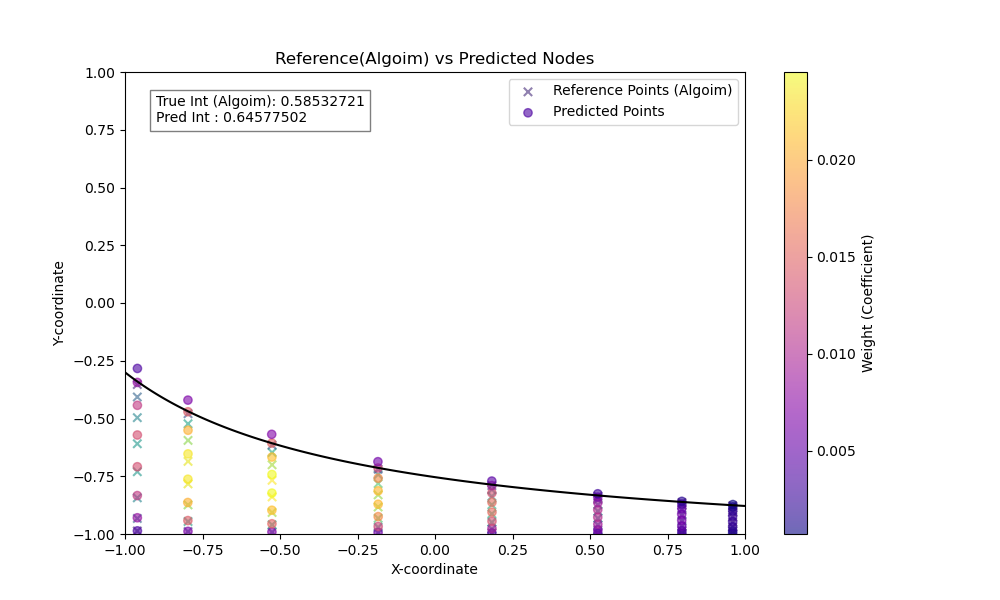 Reference(Algoim) vs Predicted Nodes
True Int (Algoim): 0.58532721
Pred Int : 0.64577502
Reference Points (Algoim)
Predicted Points
Y-coordinate
1.00
0.75
0.50
0.25
0.00
−0.25
−0.50
−0.75
−1.00
−1.00 −0.75 −0.50 −0.25 0.00 0.25 0.50 0.75 1.00
X-coordinate
0.020
0.015
0.010
0.005
Weight (Coefficient)